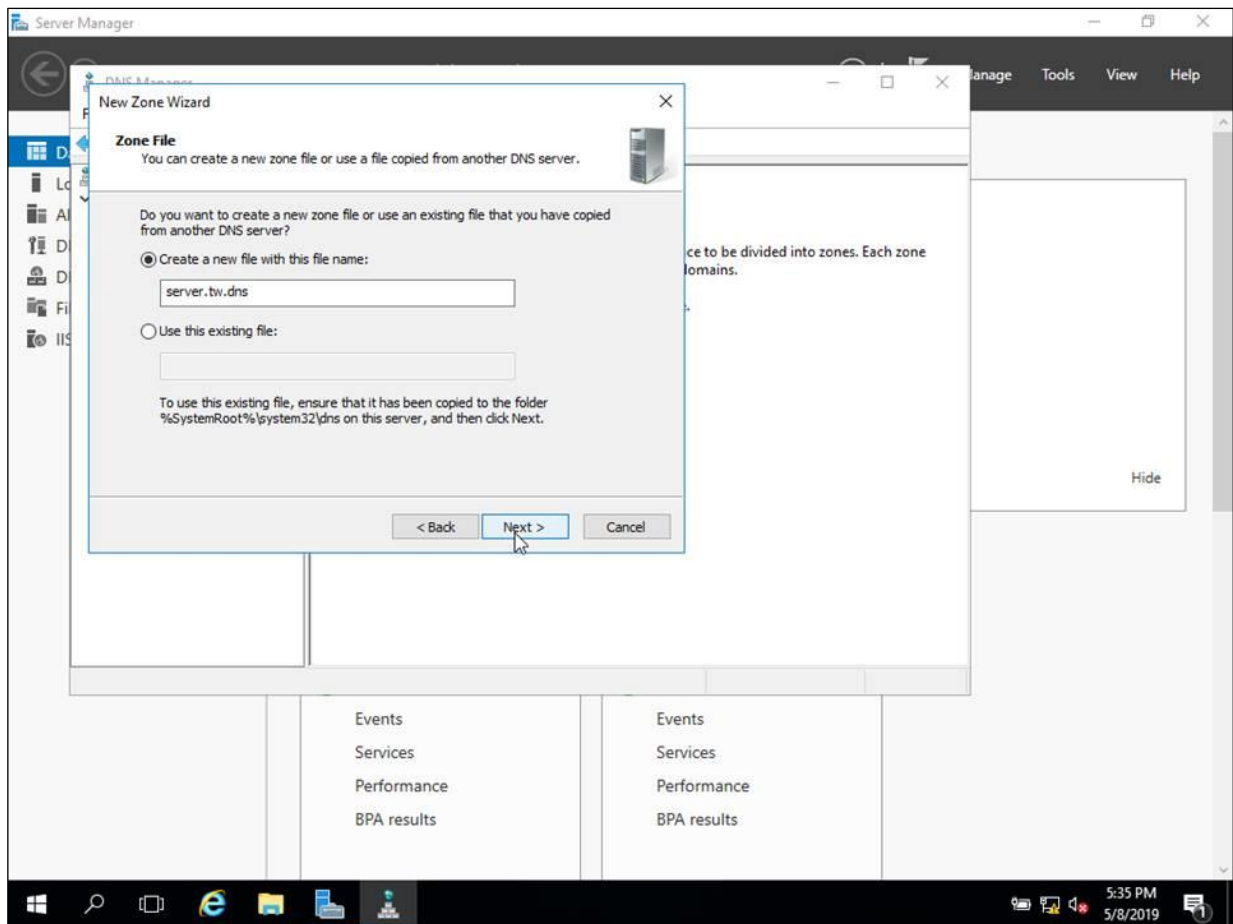 Server Manager
Manage Tools View Help
DNS Manager
New Zone Wizard
Zone File
You can create a new zone file or use a file copied from another DNS server.
Do you want to create a new zone file or use an existing file that you have copied
from another DNS server?
Create a new file with this file name:
server.tw.dns
Use this existing file:
To use this existing file, ensure that it has been copied to the folder
%SystemRoot%\system32\dns on this server, and then click Next.
< Back Next > Cancel
to be divided into zones. Each zone
domains.
Hide
Events
Services
Performance
BPA results
Events
Services
Performance
BPA results
5:35 PM
5/8/2019
1